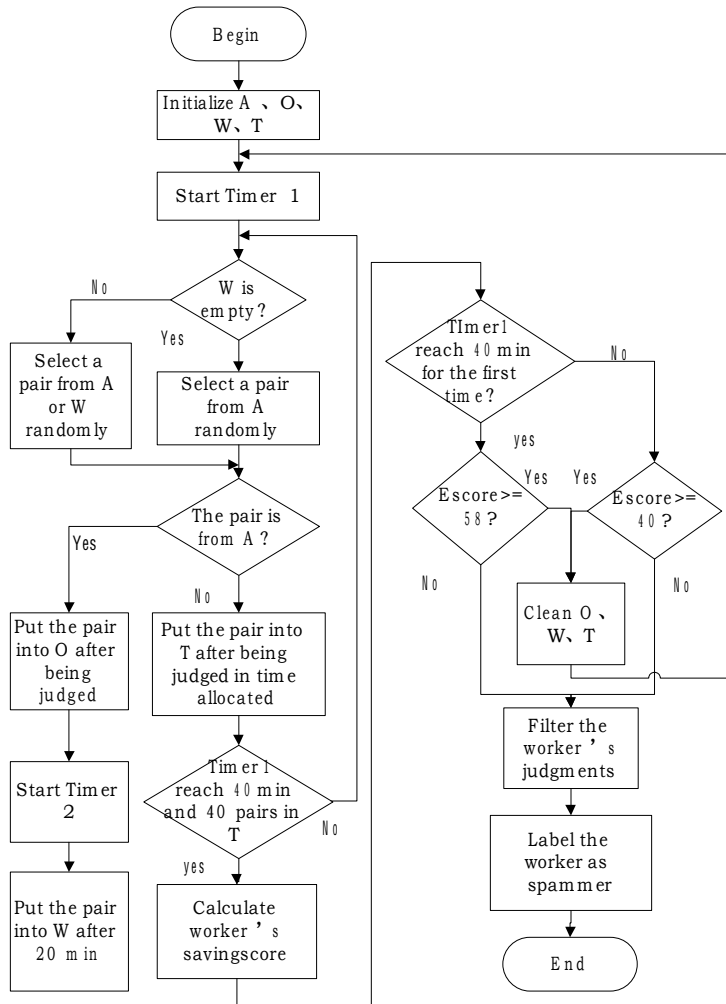 Begin
Initialize A 、O、
W、T
Start Timer 1
No
W is
empty?
Yes
Select a
pair from A
or W
randomly
Select a pair
from A
randomly
The pair is
from A ?
Yes
No
Put the pair
into O after
being
judged
Put the pair into
T after being
judged in time
allocated
Start Timer
2
Timer1
reach 40 min
and 40 pairs in
T
No
yes
Put the pair
into W after
20 min
Calculate
worker ’s
savingscore
TImer1
reach 40 min
for the first
time?
No
yes
Escore>=
58?
Yes
Yes
Escore>=
40?
No
No
Clean O 、
W、T
Filter the
worker ’s
judgments
Label the
worker as
spammer
End